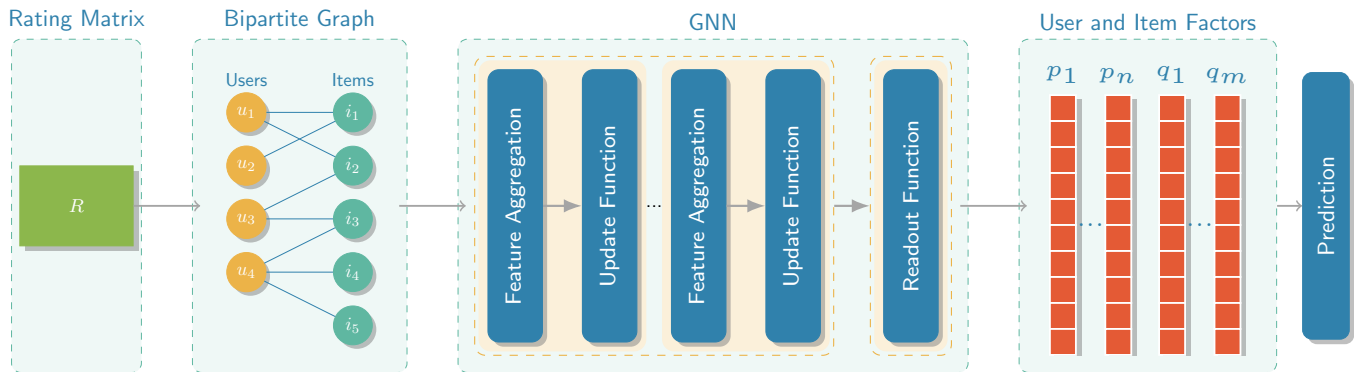 Rating Matrix
R
Bipartite Graph
Users Items
u1 i1
u2 i2
u3 i3
u4 i4
i5
GNN
Feature Aggregation
Update Function
...
Feature Aggregation
Update Function
Readout Function
User and Item Factors
p1 pn q1 qm
... ...
Prediction